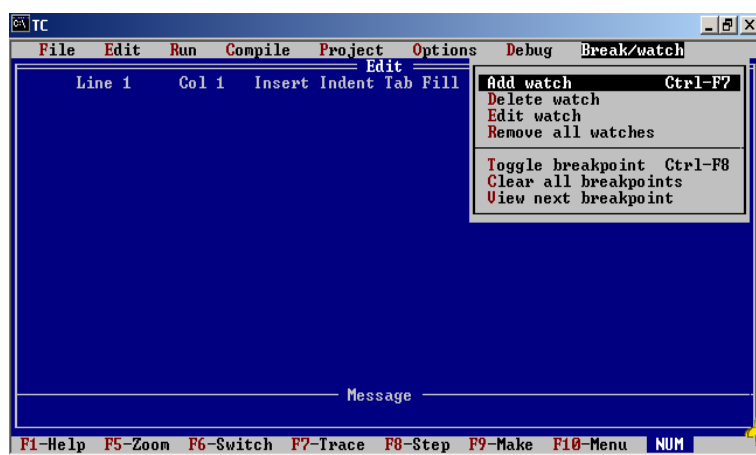 TC
File Edit Run Compile Project Options Debug Break/watch
Edit
Line 1 Col 1 Insert Indent Tab Fill
Add watch Ctrl-F7
Delete watch
Edit watch
Remove all watches
Toggle breakpoint Ctrl-F8
Clear all breakpoints
View next breakpoint
Message
F1-Help F5-Zoom F6-Switch F7-Trace F8-Step F9-Make F10-Menu NUM